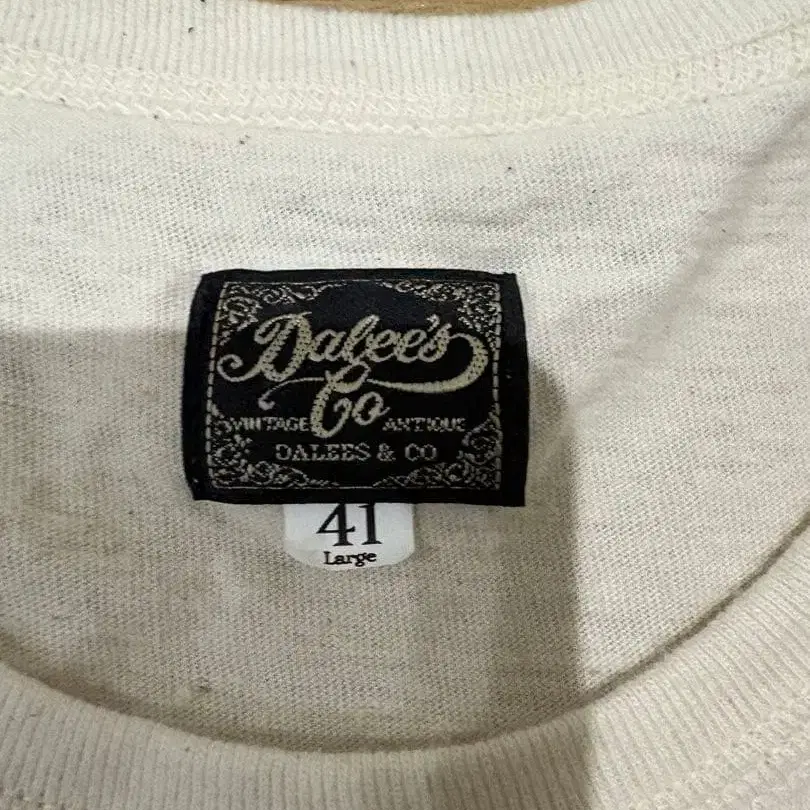 Dalee's
Co
VINTAGE ANTIQUE
DALEES & CO
41
Large